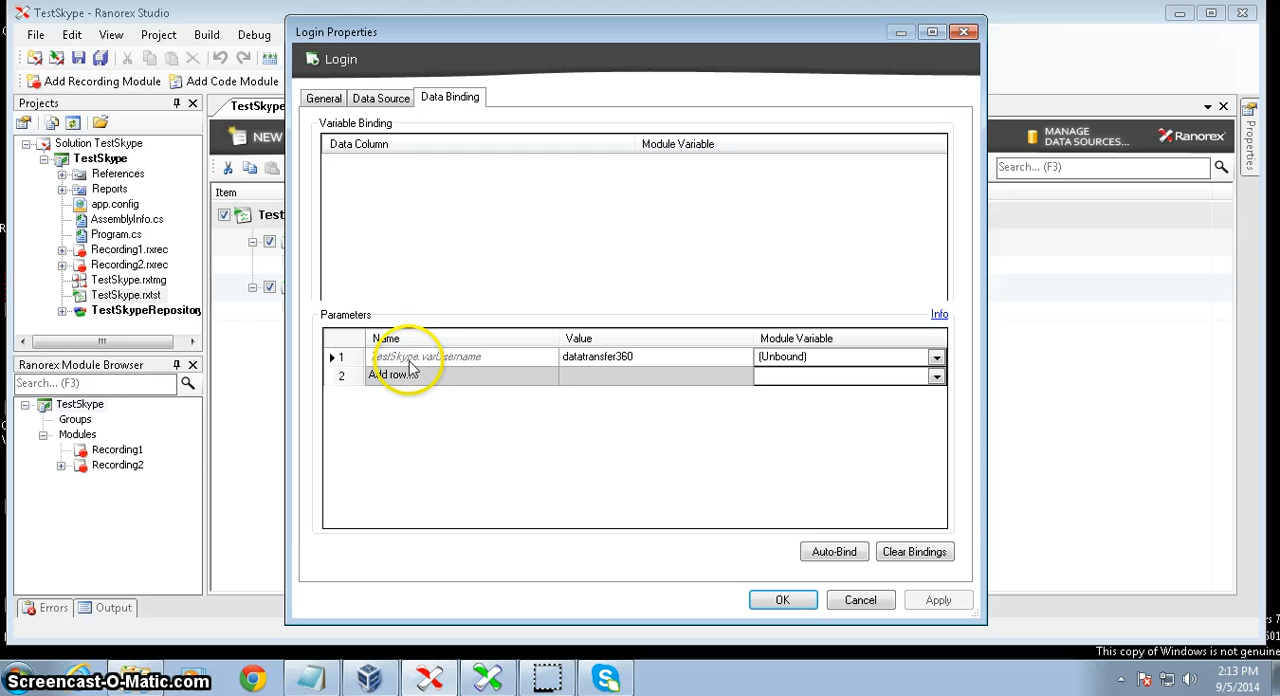 TestSkype - Ranorex Studio
File Edit View Project Build Debug
Add Recording Module Add Code Module
Projects
Solution TestSkype
TestSkype
References
Reports
app.config
AssemblyInfo.cs
Program.cs
Recording1.rxrec
Recording2.rxrec
TestSkype.rxtmg
TestSkype.rxtst
TestSkypeRepository
Ranorex Module Browser
Search... (F3)
TestSkype
Groups
Modules
Recording1
Recording2
Errors Output
TestSkype
NEW
Item
Login Properties
Login
General Data Source Data Binding
Variable Binding
Data Column Module Variable
Parameters Info
Name Value Module Variable
1 TestSkype.varUsername datatransfer360 (Unbound)
2 Add row...
Auto-Bind Clear Bindings
OK Cancel Apply
MANAGE
DATA SOURCES... Ranorex
Search... (F3)
Properties
This copy of Windows is not genuine
2:13 PM
9/5/2014
Screencast-O-Matic.com